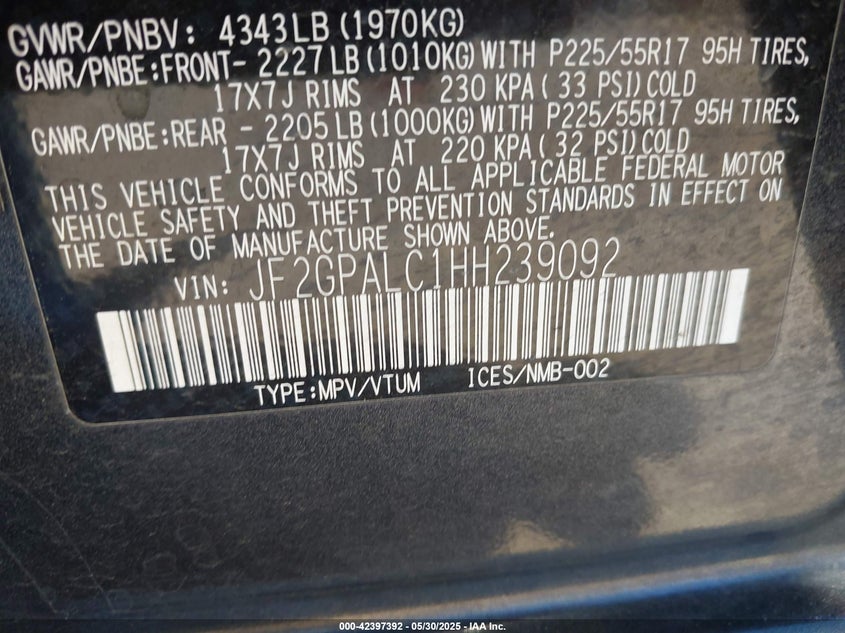 GVWR/PNBV: 4343LB (1970KG)
GAWR/PNBE:FRONT- 2227LB(1010KG)WITH P225/55R17 95H TIRES,
17X7J RIMS AT 230 KPA( 33 PSI)COLD
GAWR/PNBE:REAR - 2205LB(1000KG)WITH P225/55R17 95H TIRES,
17X7J RIMS AT 220 KPA( 32 PSI)COLD
THIS VEHICLE CONFORMS TO ALL APPLICABLE FEDERAL MOTOR
VEHICLE SAFETY AND THEFT PREVENTION STANDARDS IN EFFECT ON
THE DATE OF MANUFACTURE SHOWN ABOVE.
VIN: JF2GPALC1HH239092
TYPE:MPV/VTUM ICES/NMB-002
000-42397392 — 05/30/2025 — IAA Inc.